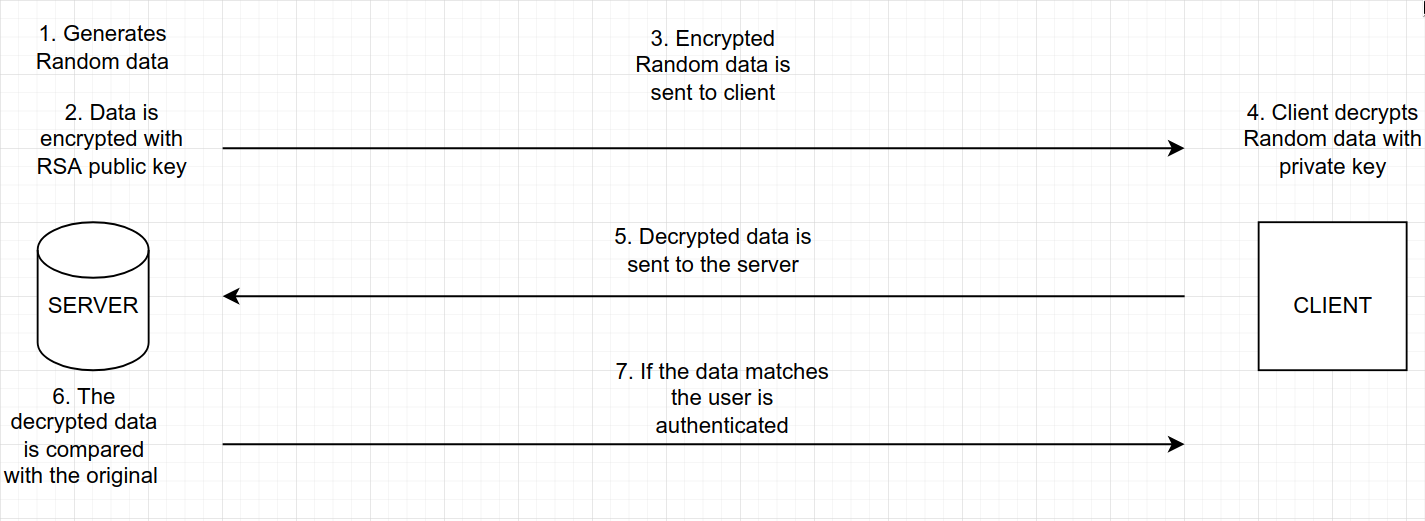 1. Generates
Random data
2. Data is
encrypted with
RSA public key
3. Encrypted
Random data is
sent to client
4. Client decrypts
Random data with
private key
5. Decrypted data is
sent to the server
SERVER
CLIENT
6. The
decrypted data
is compared
with the original
7. If the data matches
the user is
authenticated